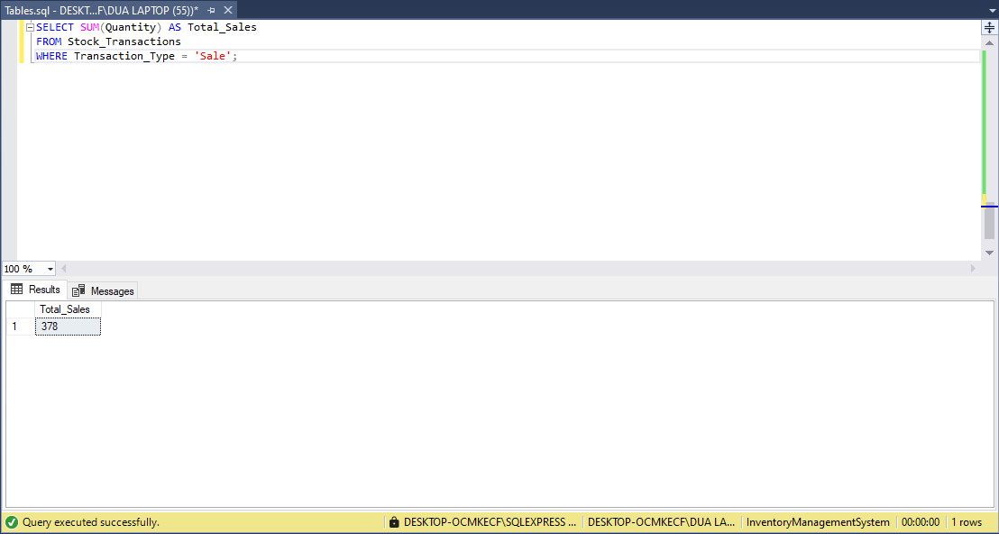 Tables.sql - DESKT...F\DUA LAPTOP (55))*
SELECT SUM(Quantity) AS Total_Sales
FROM Stock_Transactions
WHERE Transaction_Type = 'Sale';
100 %
Results Messages
Total_Sales
1 378
Query executed successfully. DESKTOP-OCMKECF\SQLEXPRESS ... DESKTOP-OCMKECF\DUA LA... InventoryManagementSystem 00:00:00 1 rows